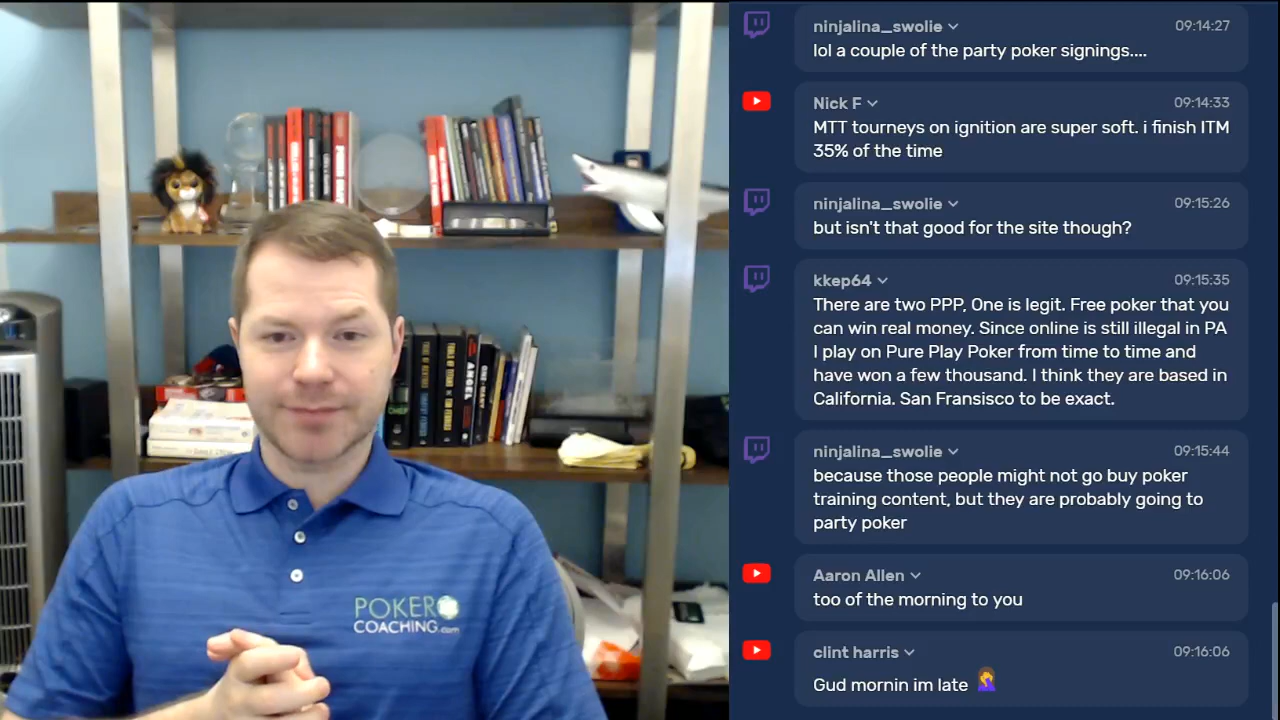 ninjalina_swolie
09:14:27
lol a couple of the party poker signings....
Nick F
09:14:33
MTT tourneys on ignition are super soft. i finish ITM
35% of the time
ninjalina_swolie
09:15:26
but isn't that good for the site though?
kkep64
09:15:35
There are two PPP, One is legit. Free poker that you
can win real money. Since online is still illegal in PA
I play on Pure Play Poker from time to time and
have won a few thousand. I think they are based in
California. San Fransisco to be exact.
ninjalina_swolie
09:15:44
because those people might not go buy poker
training content, but they are probably going to
party poker
Aaron Allen
09:16:06
too of the morning to you
clint harris
09:16:06
Gud mornin im late
POKER
COACHING.com
ANGEL